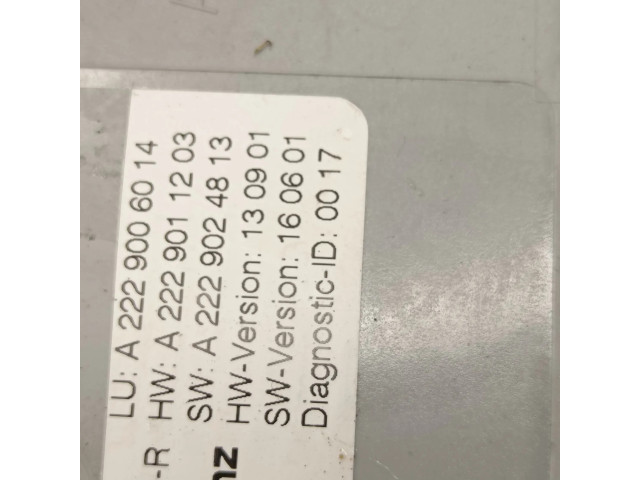 LU: A 222 900 60 14
HW: A 222 901 12 03
SW: A 222 902 48 13
HW-Version: 13 09 01
SW-Version: 16 06 01
Diagnostic-ID: 00 17
-R
nz